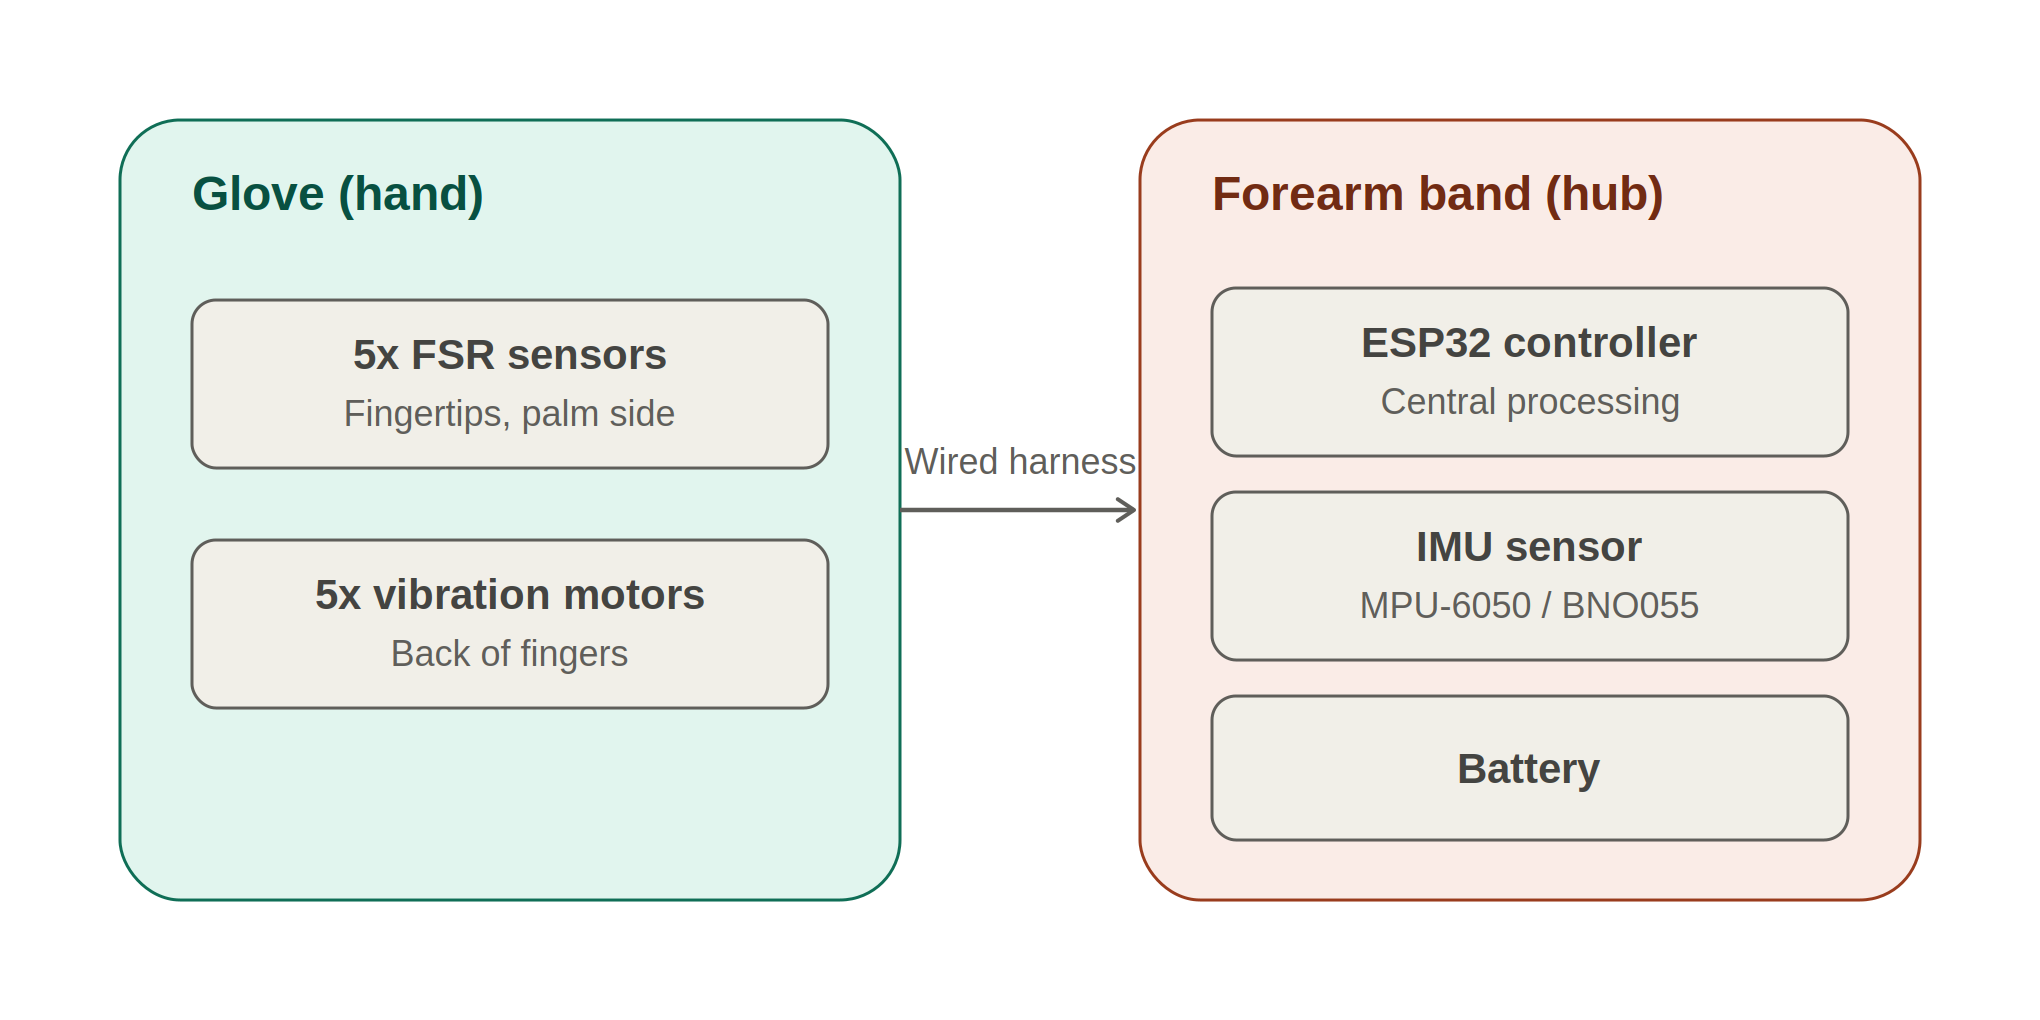 Glove (hand)
5x FSR sensors
Fingertips, palm side
5x vibration motors
Back of fingers
Wired harness
Forearm band (hub)
ESP32 controller
Central processing
IMU sensor
MPU-6050 / BNO055
Battery